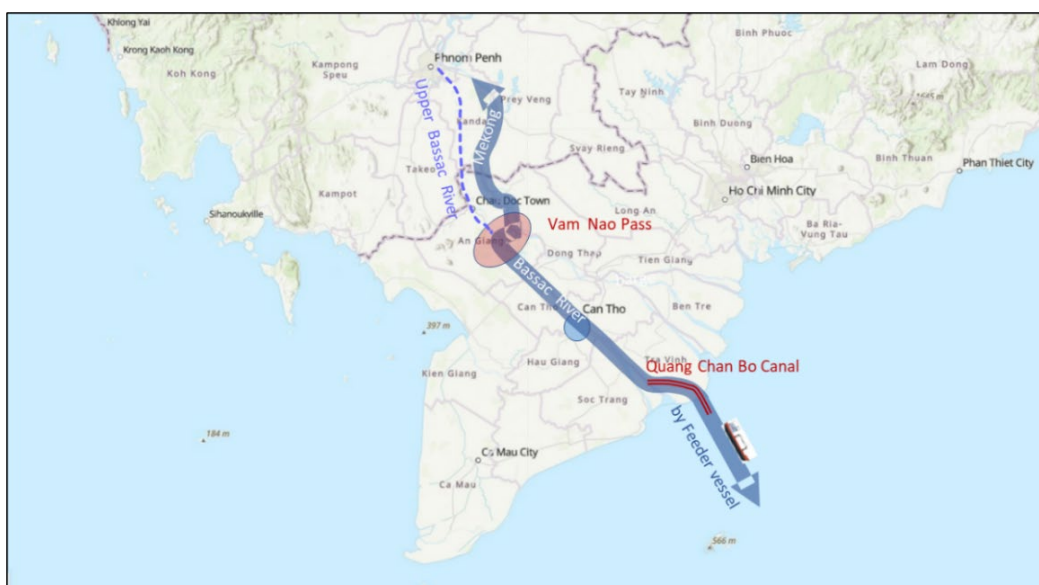 Khlong Yai
Krong Kaoh Kong
Koh Kong
Kampong
Speu
Phnom Penh
Prey Veng
Kanda
Upper Bassac River
Mekong
Takeo
Kampot
Sihanoukville
Svay Rieng
Tay Ninh
Binh Phuoc
Binh Duong
Lam Dong
Bien Hoa
Binh Thuan
Phan Thiet City
Ho Chi Minh City
Ba Ria-
Vung Tau
Chau Doc Town
Long An
Vam Nao Pass
An Giang
Dong Thap
Tien Giang
Bassac River
Ben Tre
Can Tho
Can Tho
397 m
Hau Giang
Tra Vinh
Kien Giang
Quang Chan Bo Canal
Soc Trang
by Feeder vessel
184 m
Ca Mau City
Ca Mau
566 m